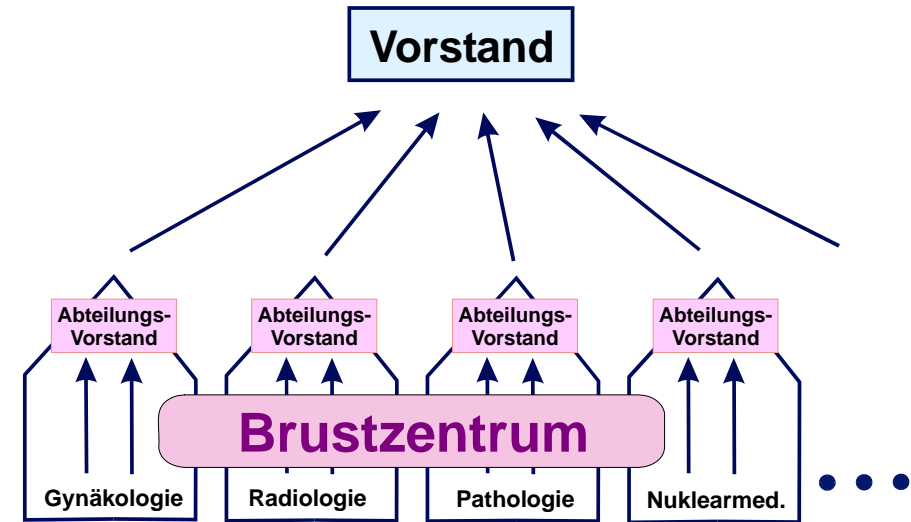 Vorstand
Abteilungs-
Vorstand
Abteilungs-
Vorstand
Abteilungs-
Vorstand
Abteilungs-
Vorstand
Brustzentrum
Gynäkologie
Radiologie
Pathologie
Nuklearmed.